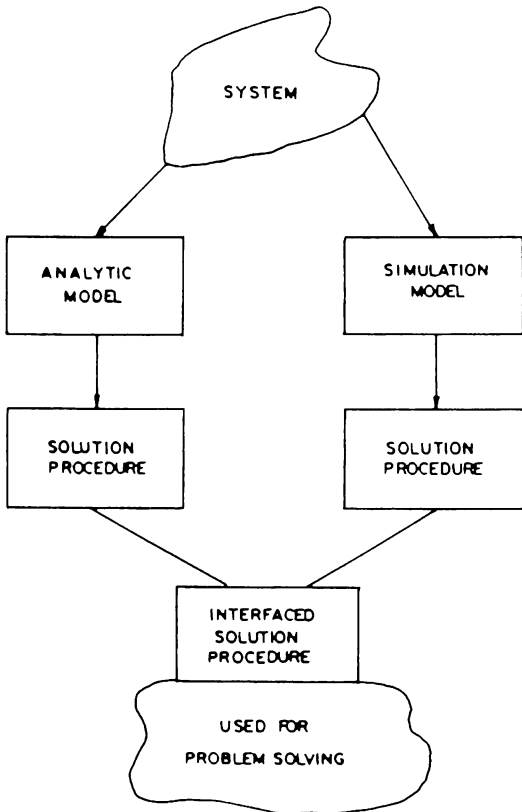 SYSTEM
ANALYTIC
MODEL
SIMULATION
MODEL
SOLUTION
PROCEDURE
SOLUTION
PROCEDURE
INTERFACED
SOLUTION
PROCEDURE
USED FOR
PROBLEM SOLVING